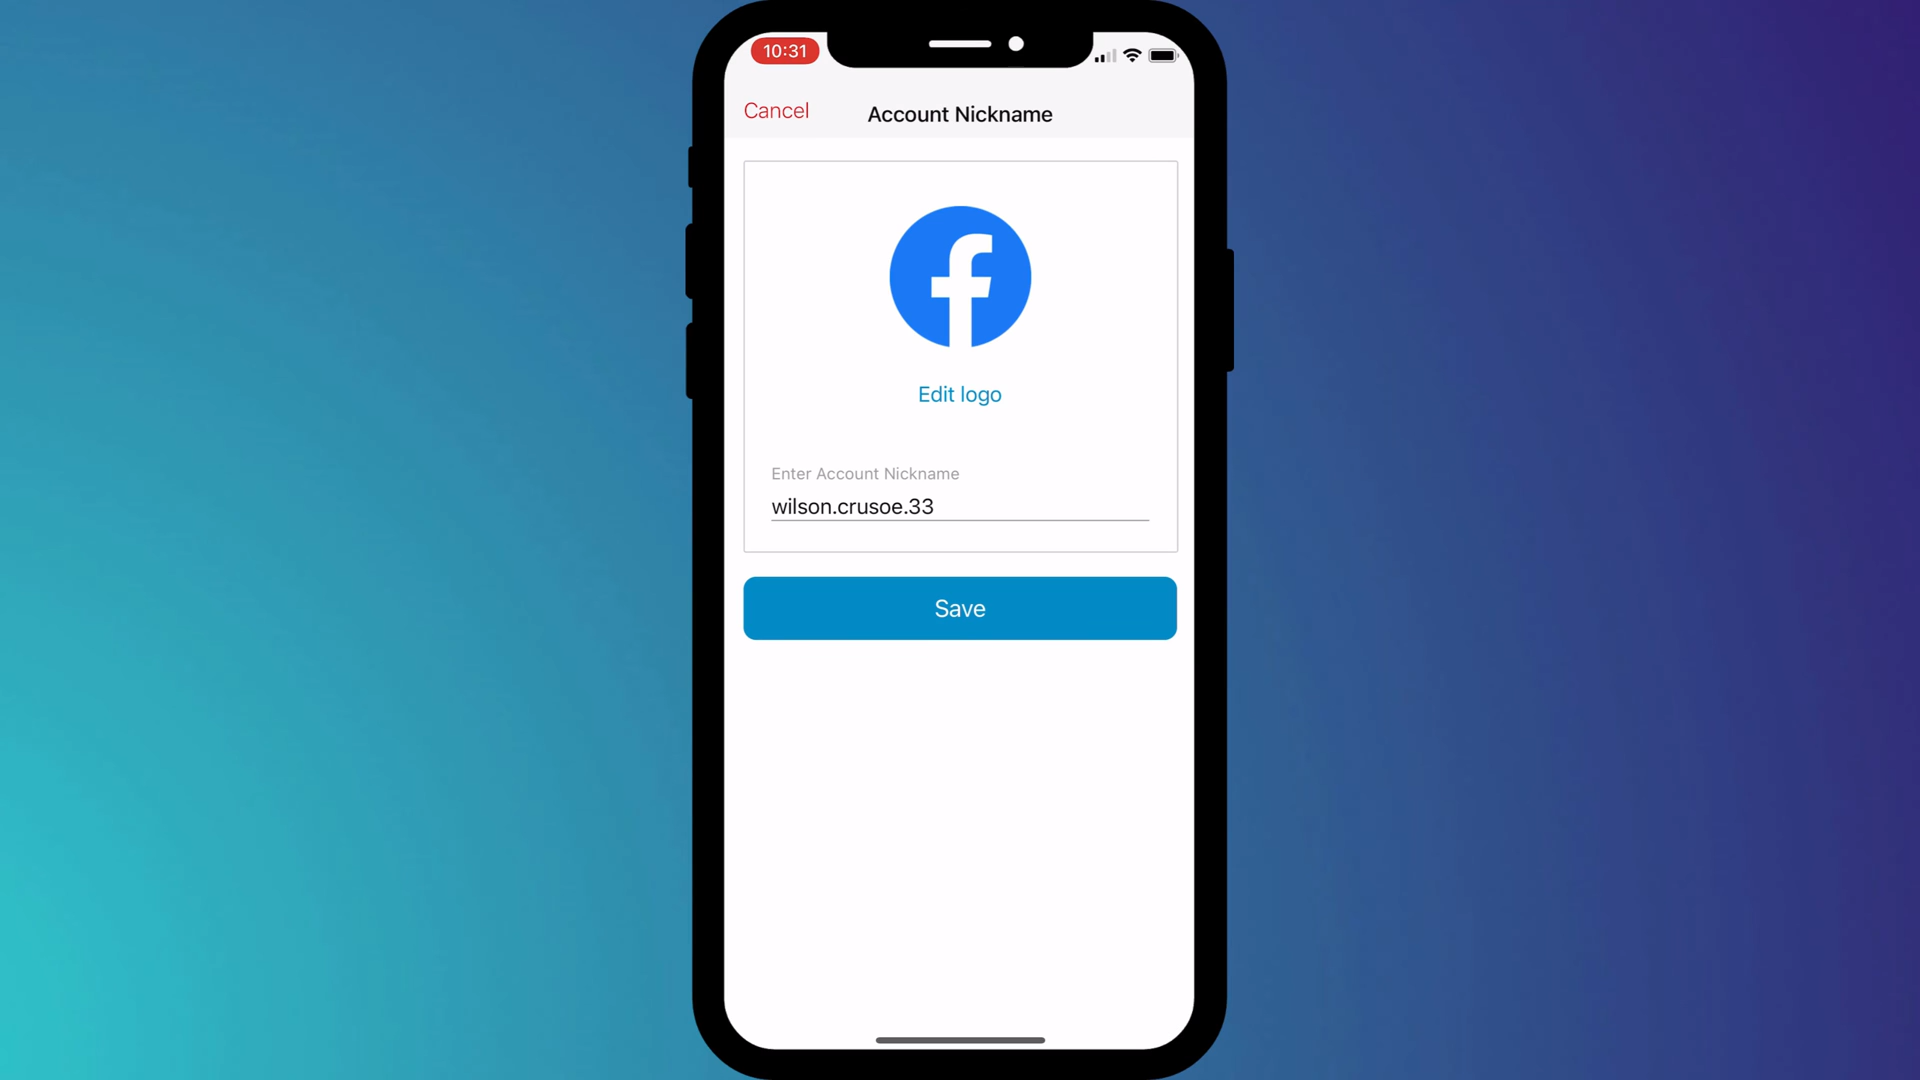 10:31
Cancel
Account Nickname
Edit logo
Enter Account Nickname
wilson.crusoe.33
Save